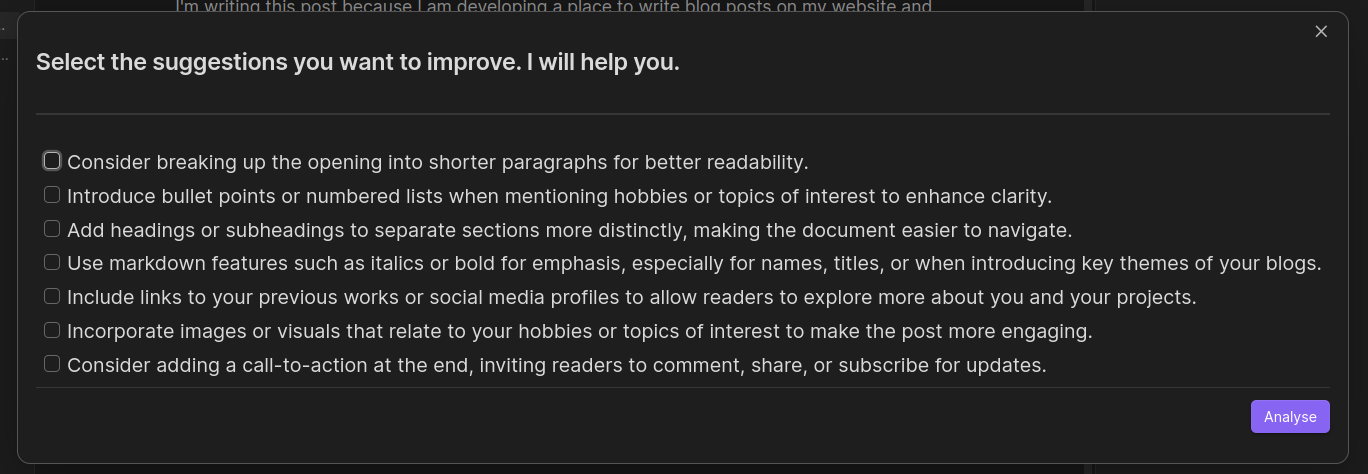 I'm writing this post because I am developing a place to write blog posts on my website and
Select the suggestions you want to improve. I will help you.
Consider breaking up the opening into shorter paragraphs for better readability.
Introduce bullet points or numbered lists when mentioning hobbies or topics of interest to enhance clarity.
Add headings or subheadings to separate sections more distinctly, making the document easier to navigate.
Use markdown features such as italics or bold for emphasis, especially for names, titles, or when introducing key themes of your blogs.
Include links to your previous works or social media profiles to allow readers to explore more about you and your projects.
Incorporate images or visuals that relate to your hobbies or topics of interest to make the post more engaging.
Consider adding a call-to-action at the end, inviting readers to comment, share, or subscribe for updates.
Analyse